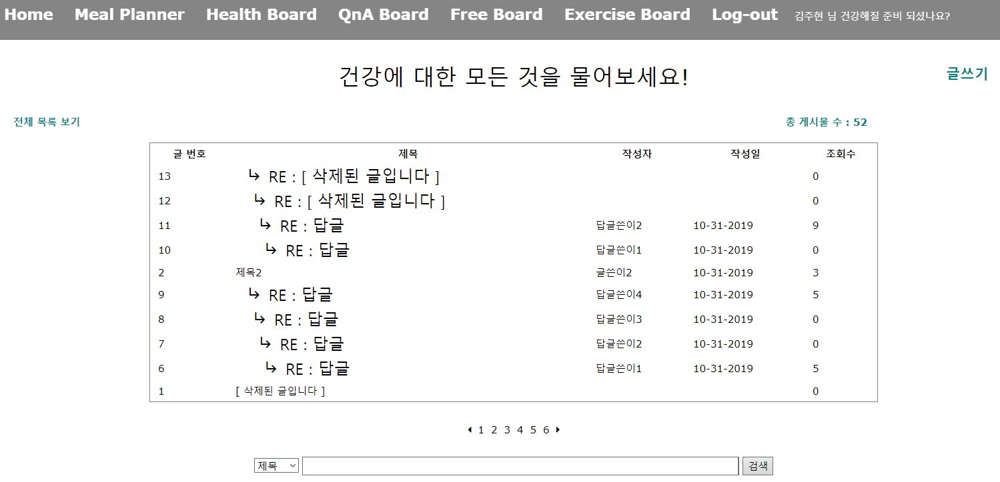 Home Meal Planner Health Board QnA Board Free Board Exercise Board Log-out 김주현 님 건강해질 준비 되셨나요?
건강에 대한 모든 것을 물어보세요! 글쓰기
전체 목록 보기 총 게시물 수 : 52
글 번호 제목 작성자 작성일 조회수
13 ↳ RE : [ 삭제된 글입니다 ] 0
12 ↳ RE : [ 삭제된 글입니다 ] 0
11 ↳ RE : 답글 답글쓴이2 10-31-2019 9
10 ↳ RE : 답글 답글쓴이1 10-31-2019 0
2 제목2 글쓴이2 10-31-2019 3
9 ↳ RE : 답글 답글쓴이4 10-31-2019 5
8 ↳ RE : 답글 답글쓴이3 10-31-2019 0
7 ↳ RE : 답글 답글쓴이2 10-31-2019 0
6 ↳ RE : 답글 답글쓴이1 10-31-2019 5
1 [ 삭제된 글입니다 ] 0
1 2 3 4 5 6
제목 검색